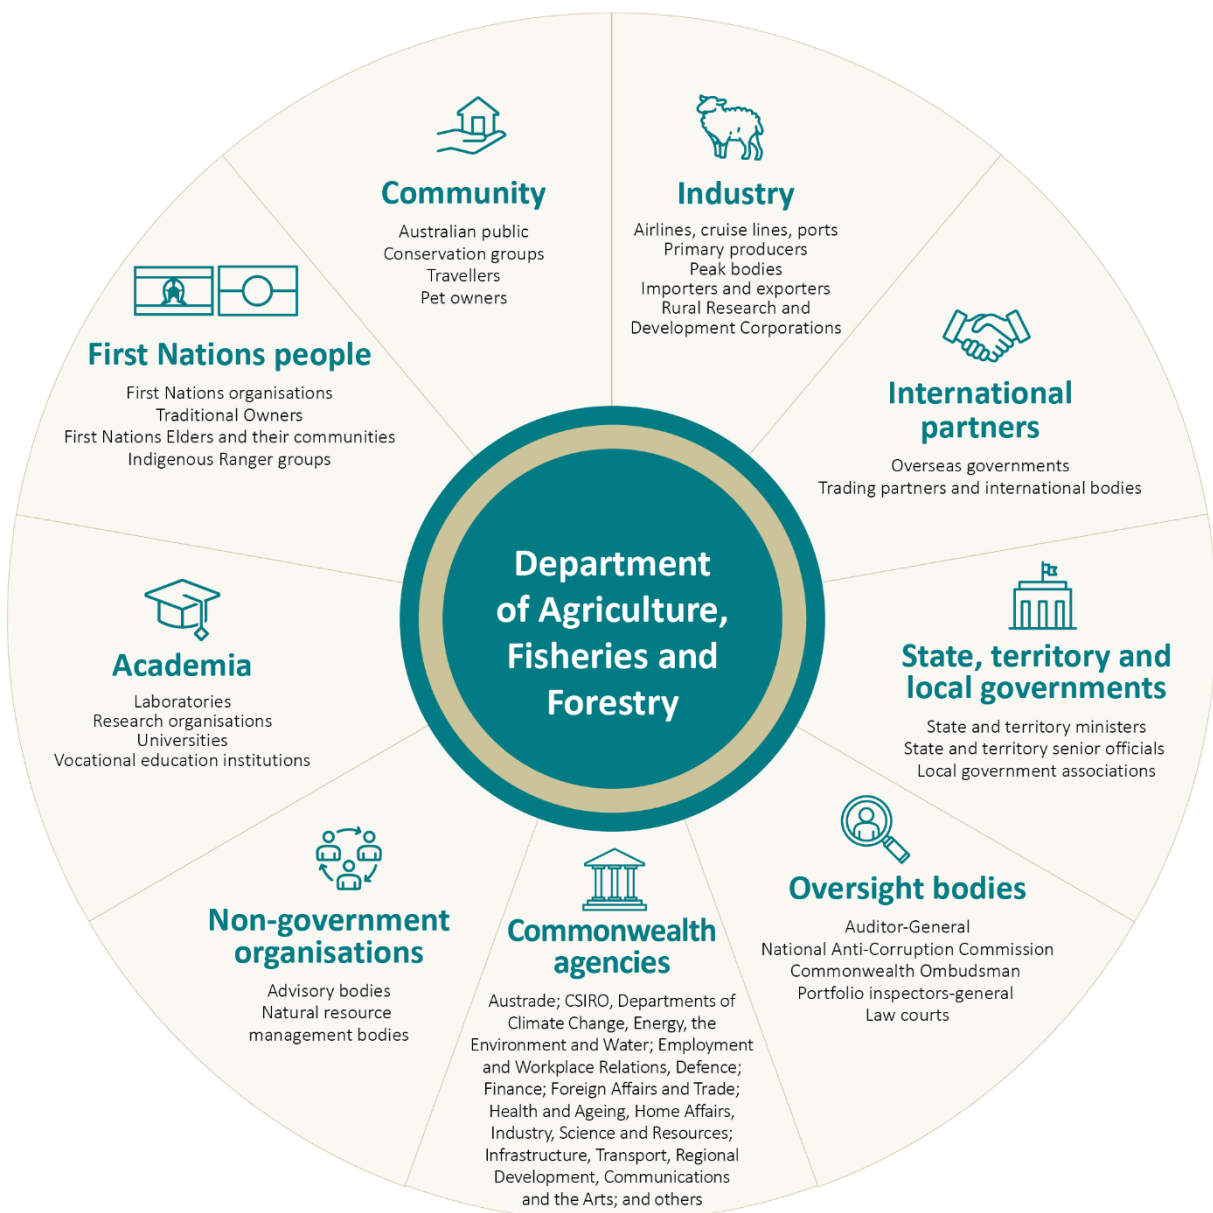 Community
Australian public
Conservation groups
Travellers
Pet owners
Industry
Airlines, cruise lines, ports
Primary producers
Peak bodies
Importers and exporters
Rural Research and
Development Corporations
International
partners
Overseas governments
Trading partners and international bodies
State, territory and
local governments
State and territory ministers
State and territory senior officials
Local government associations
Oversight bodies
Auditor-General
National Anti-Corruption Commission
Commonwealth Ombudsman
Portfolio inspectors-general
Law courts
Commonwealth
agencies
Austrade; CSIRO, Departments of
Climate Change, Energy, the
Environment and Water; Employment
and Workplace Relations, Defence;
Finance; Foreign Affairs and Trade;
Health and Ageing, Home Affairs,
Industry, Science and Resources;
Infrastructure, Transport, Regional
Development, Communications
and the Arts; and others
Non-government
organisations
Advisory bodies
Natural resource
management bodies
Academia
Laboratories
Research organisations
Universities
Vocational education institutions
First Nations people
First Nations organisations
Traditional Owners
First Nations Elders and their communities
Indigenous Ranger groups
Department
of Agriculture,
Fisheries and
Forestry